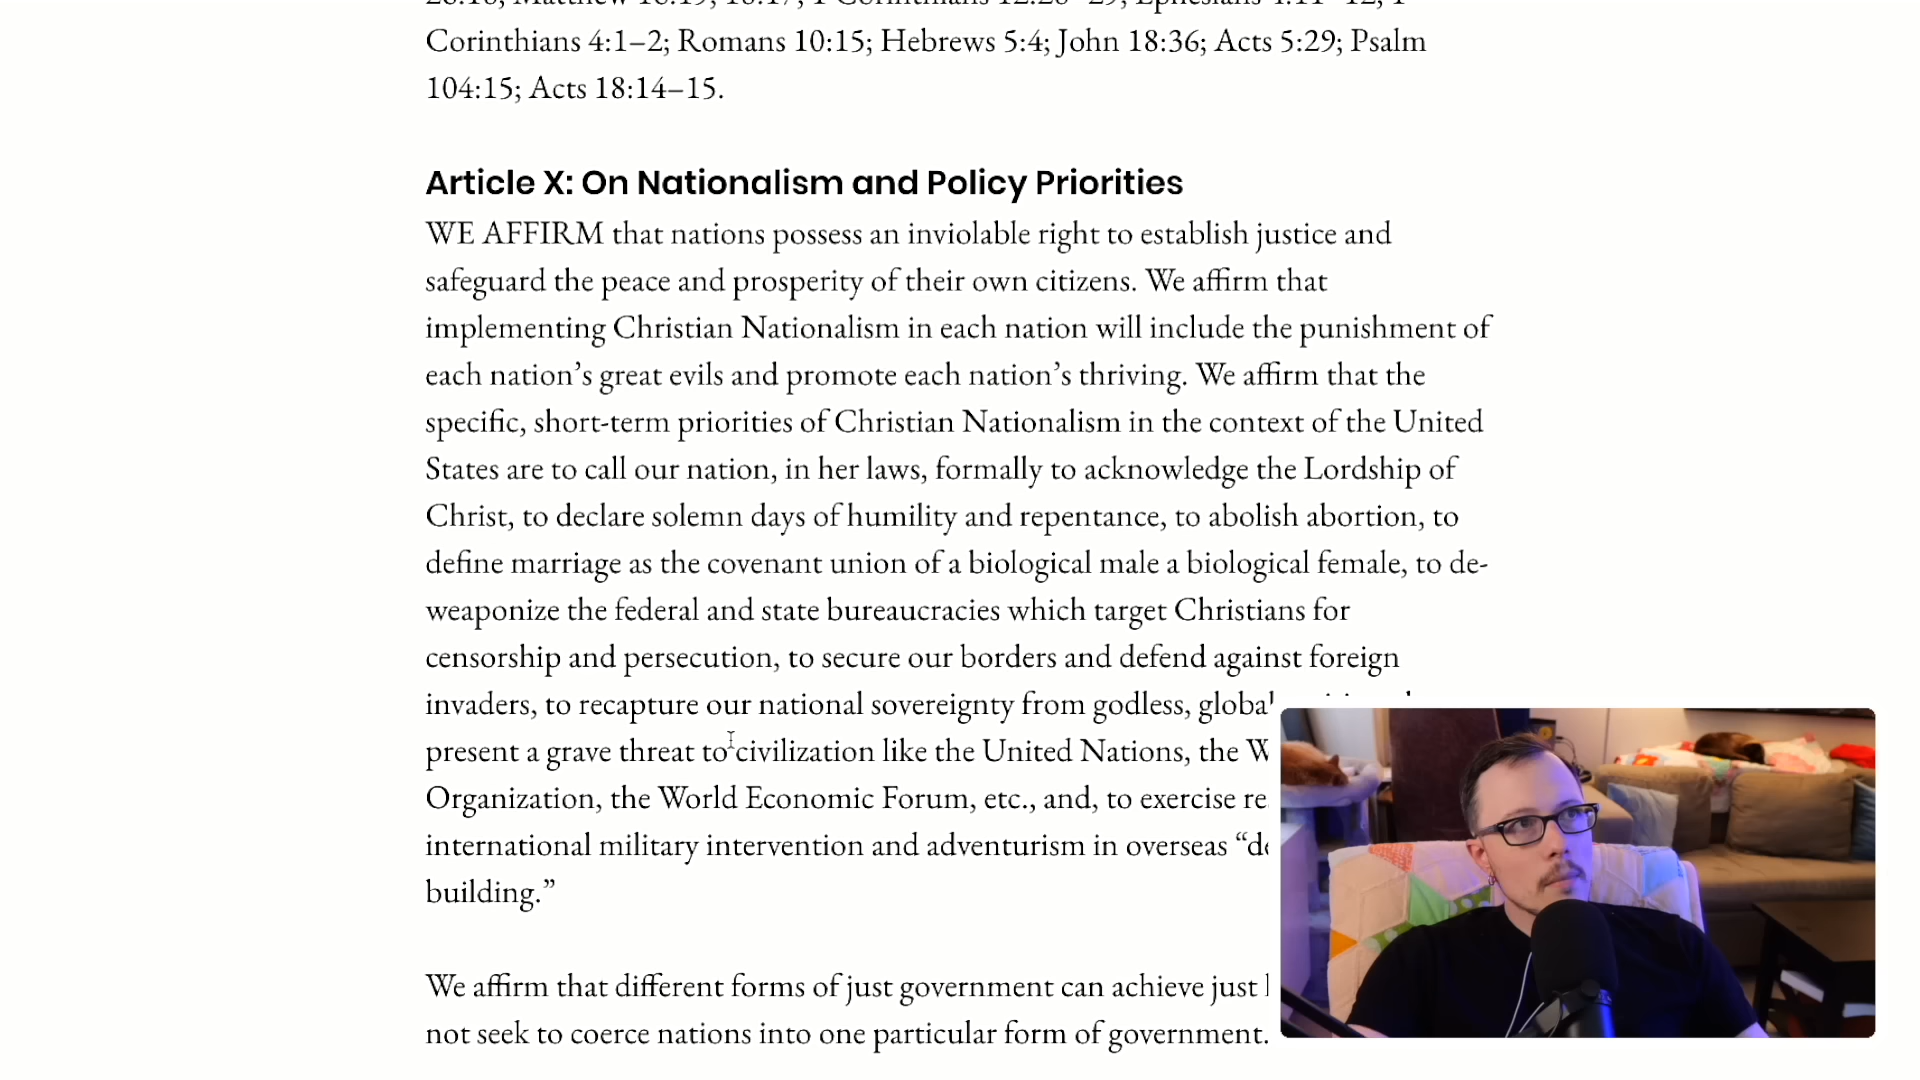 Corinthians 4:1–2; Romans 10:15; Hebrews 5:4; John 18:36; Acts 5:29; Psalm
104:15; Acts 18:14–15.
Article X: On Nationalism and Policy Priorities
WE AFFIRM that nations possess an inviolable right to establish justice and
safeguard the peace and prosperity of their own citizens. We affirm that
implementing Christian Nationalism in each nation will include the punishment of
each nation’s great evils and promote each nation’s thriving. We affirm that the
specific, short-term priorities of Christian Nationalism in the context of the United
States are to call our nation, in her laws, formally to acknowledge the Lordship of
Christ, to declare solemn days of humility and repentance, to abolish abortion, to
define marriage as the covenant union of a biological male a biological female, to de-
weaponize the federal and state bureaucracies which target Christians for
censorship and persecution, to secure our borders and defend against foreign
invaders, to recapture our national sovereignty from godless,
present a grave threat to civilization like the United Nations, the
Organization, the World Economic Forum, etc., and, to exercise
international military intervention and adventurism in overseas
building.”
We affirm that different forms of just government can achieve just
not seek to coerce nations into one particular form of government.